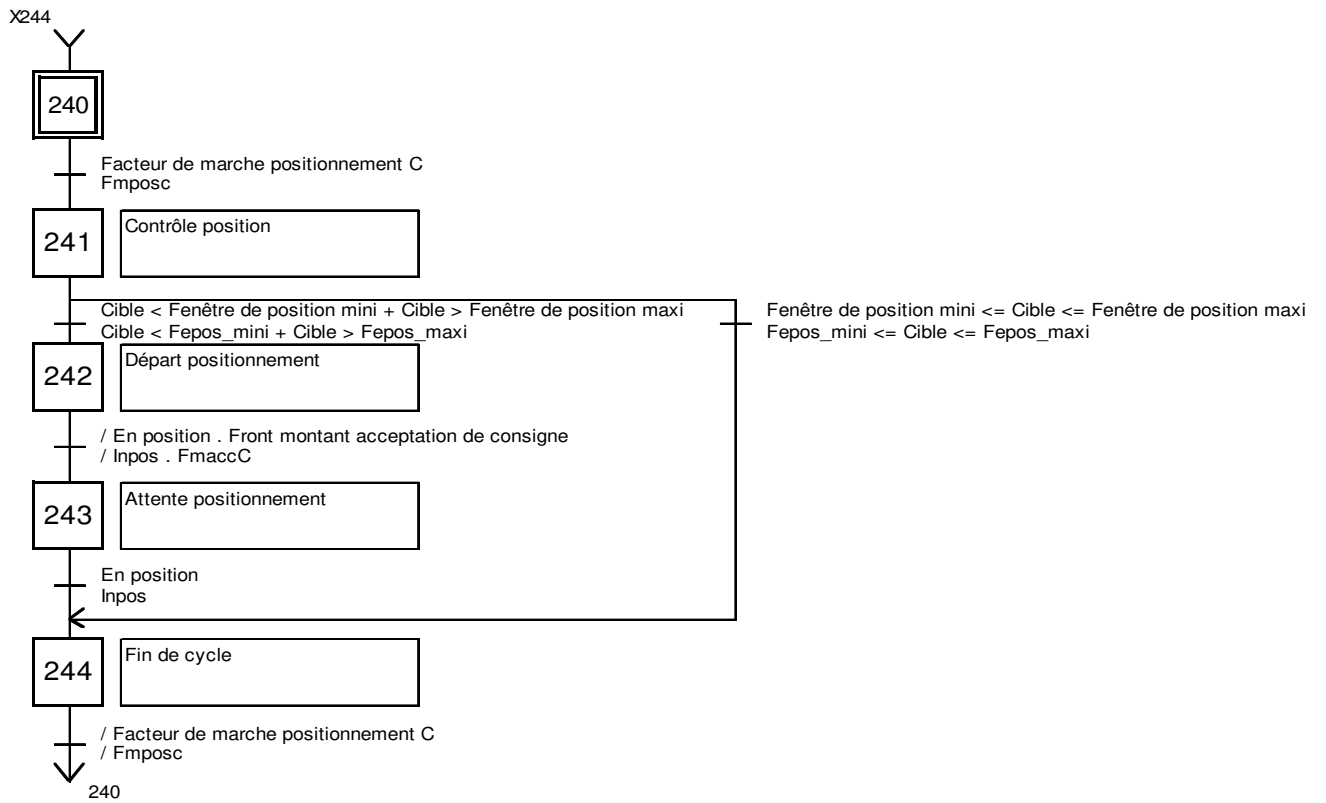 X244
240
Facteur de marche positionnement C
Fmposc
241
Contrôle position
Cible < Fenêtre de position mini + Cible > Fenêtre de position maxi
Cible < Fepos_mini + Cible > Fepos_maxi
Fenêtre de position mini <= Cible <= Fenêtre de position maxi
Fepos_mini <= Cible <= Fepos_maxi
242
Départ positionnement
/ En position . Front montant acceptation de consigne
/ Inpos . FmaccC
243
Attente positionnement
En position
Inpos
244
Fin de cycle
/ Facteur de marche positionnement C
/ Fmposc
240